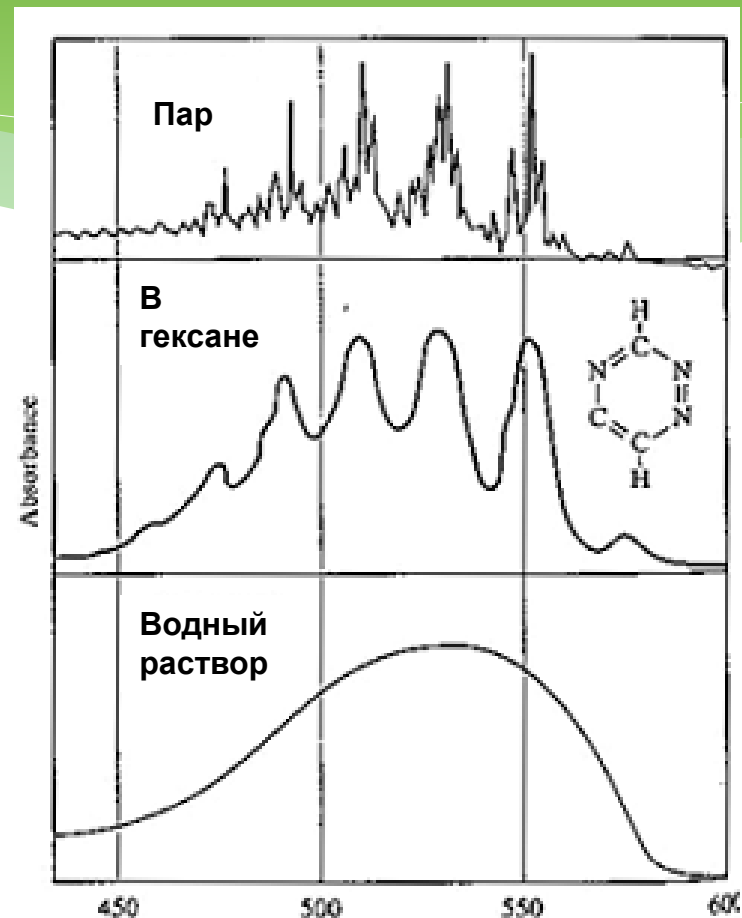 Пар
В
гексане
Absorbance
H
C
N
N
N
C
C
H
Водный
раствор
450
500
550
600